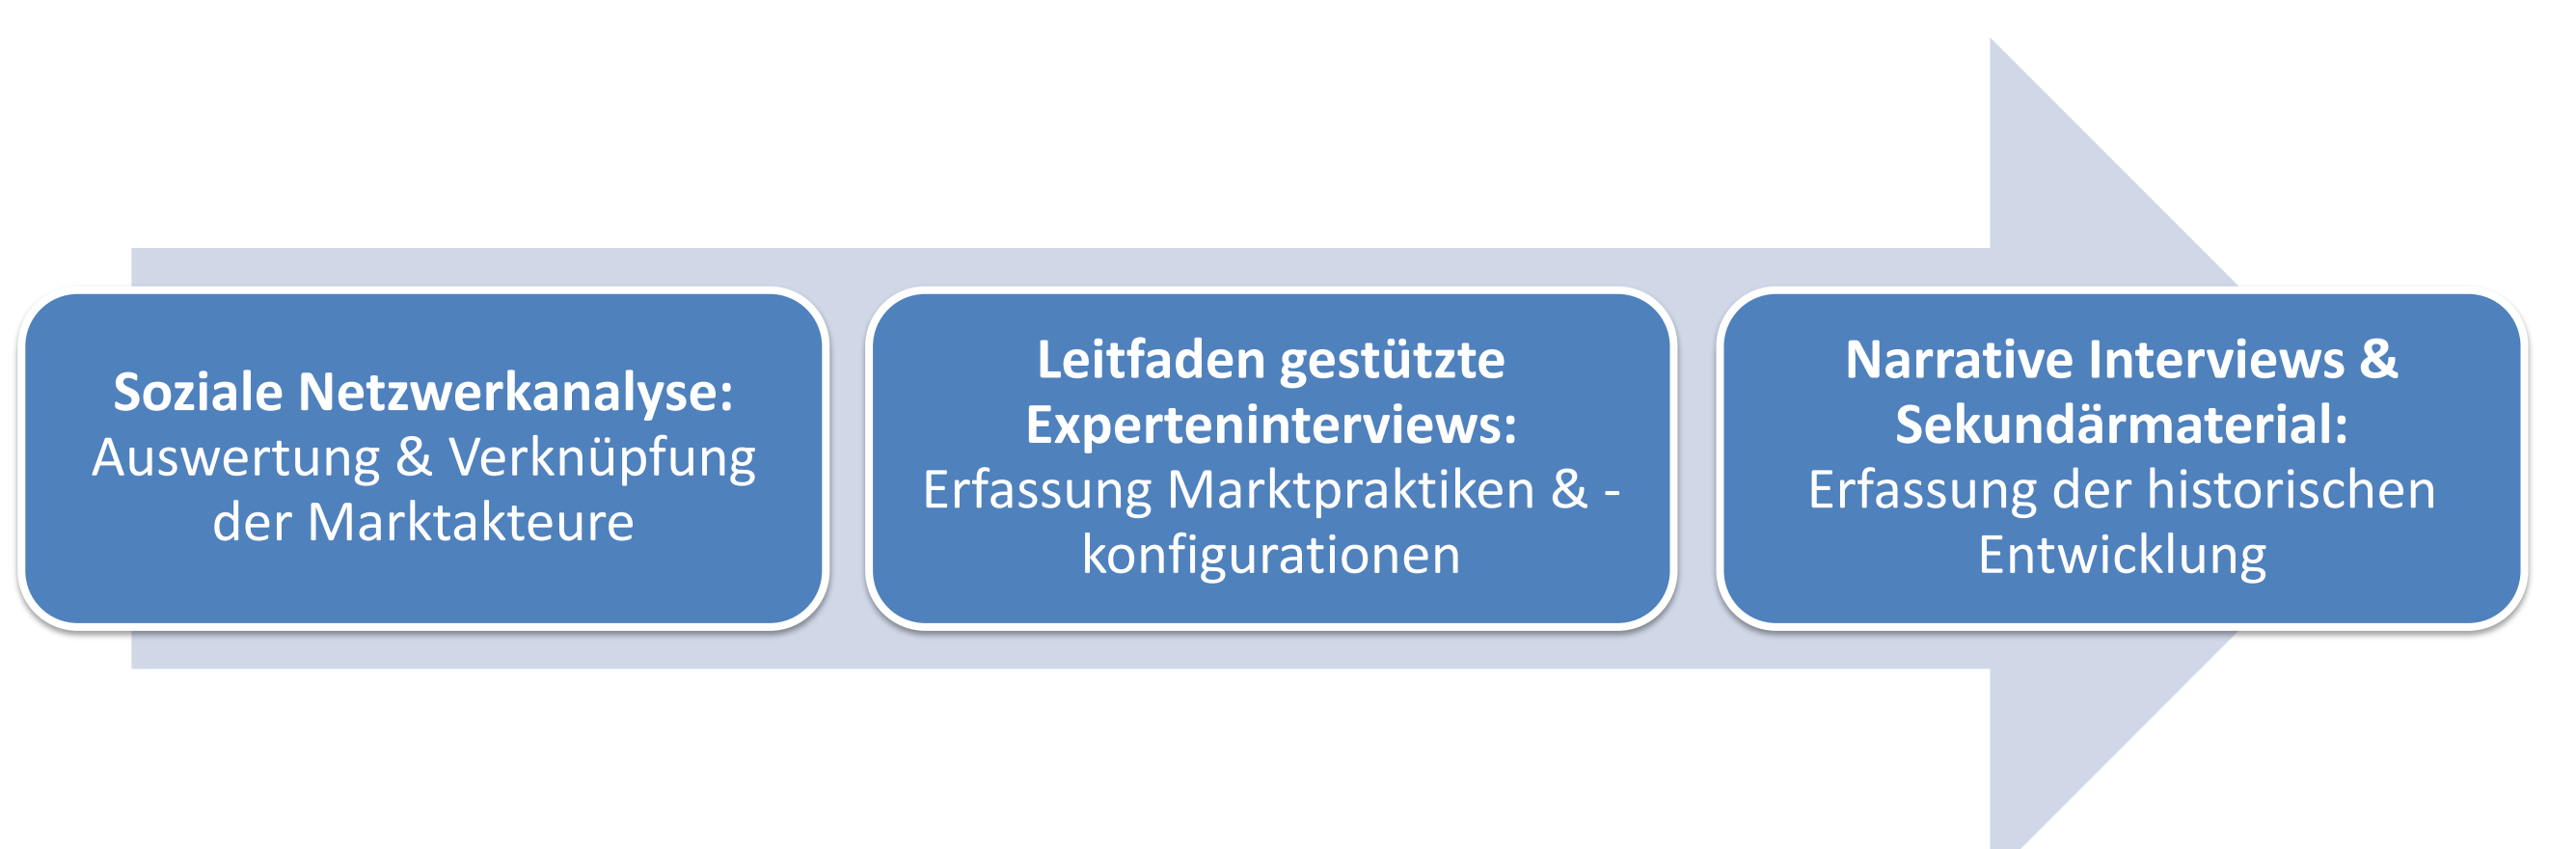 Soziale Netzwerkanalyse:
Auswertung & Verknüpfung
der Marktakteure
Leitfaden gestützte
Experteninterviews:
Erfassung Marktpraktiken & -
konfigurationen
Narrative Interviews &
Sekundärmaterial:
Erfassung der historischen
Entwicklung